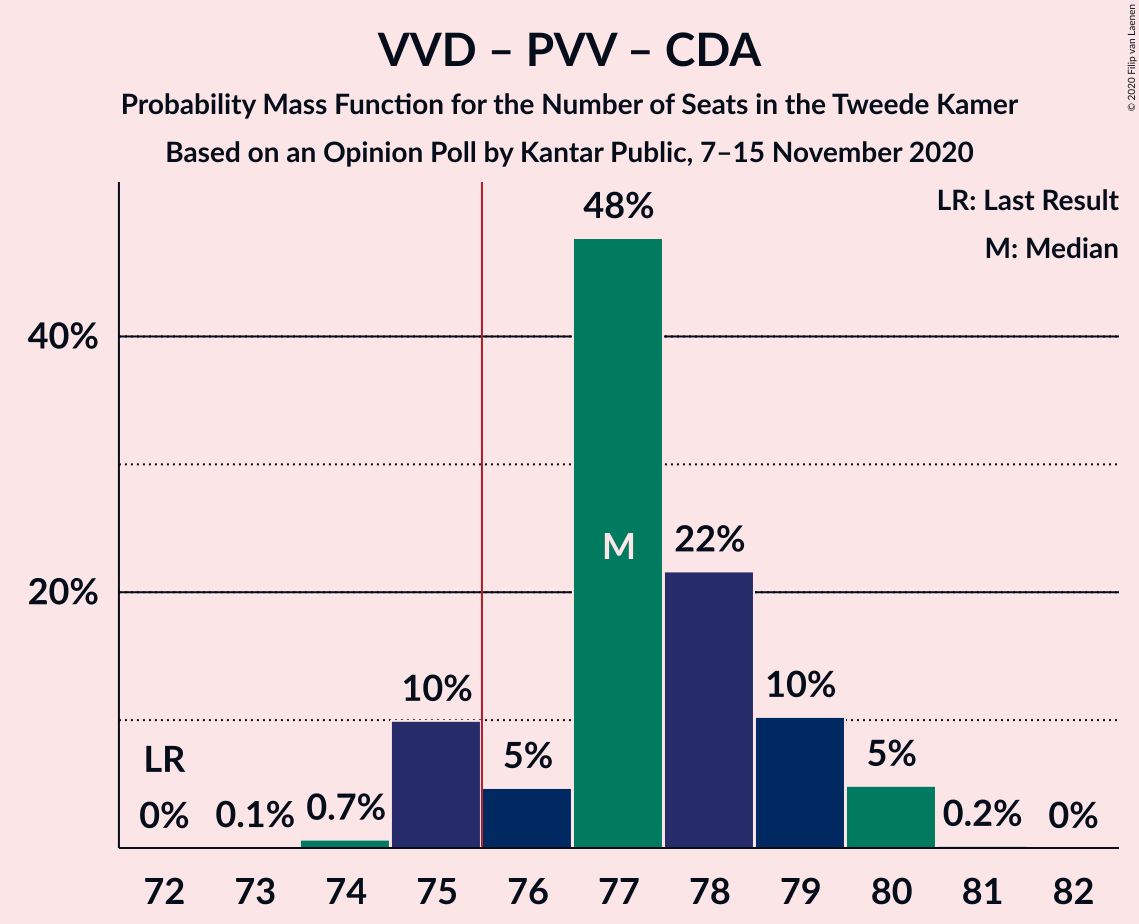 VVD – PVV – CDA
Probability Mass Function for the Number of Seats in the Tweede Kamer
Based on an Opinion Poll by Kantar Public, 7–15 November 2020
© 2020 Filip van Laenen
LR: Last Result
M: Median
48%
40%
M
22%
20%
10%
10%
LR
5%
5%
0%
0.1%
0.7%
0.2%
0%
72 73 74 75 76 77 78 79 80 81 82